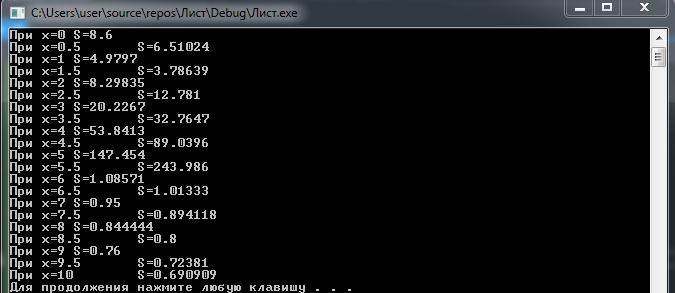 C:\Users\user\source\repos\Лист\Debug\Лист.exe
При x=0 S=8.6
При x=0.5 S=6.51024
При x=1 S=4.9797
При x=1.5 S=3.78639
При x=2 S=8.29835
При x=2.5 S=12.781
При x=3 S=20.2267
При x=3.5 S=32.7647
При x=4 S=53.8413
При x=4.5 S=89.0396
При x=5 S=147.454
При x=5.5 S=243.986
При x=6 S=1.08571
При x=6.5 S=1.01333
При x=7 S=0.95
При x=7.5 S=0.894118
При x=8 S=0.844444
При x=8.5 S=0.8
При x=9 S=0.76
При x=9.5 S=0.72381
При x=10 S=0.690909
Для продолжения нажмите любую клавишу . . .